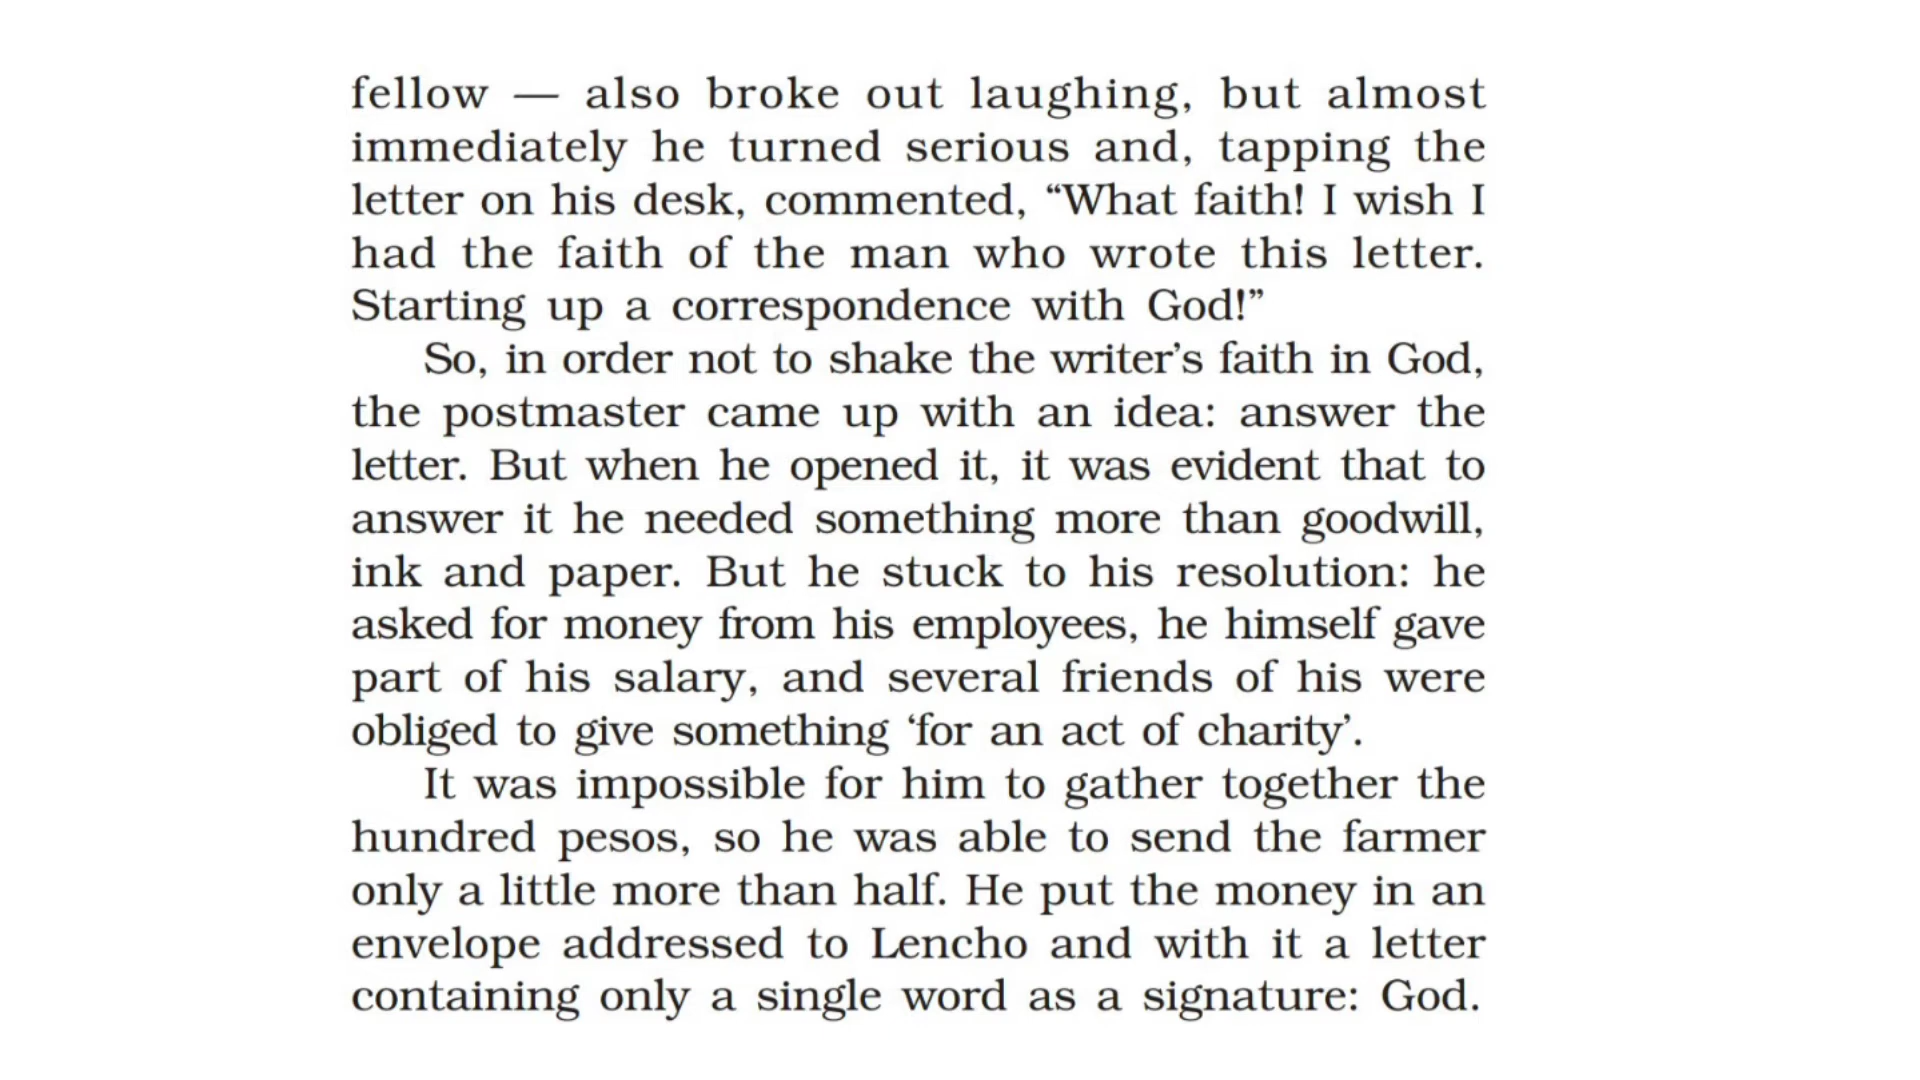 fellow — also broke out laughing, but almost
immediately he turned serious and, tapping the
letter on his desk, commented, “What faith! I wish I
had the faith of the man who wrote this letter.
Starting up a correspondence with God!”
So, in order not to shake the writer’s faith in God,
the postmaster came up with an idea: answer the
letter. But when he opened it, it was evident that to
answer it he needed something more than goodwill,
ink and paper. But he stuck to his resolution: he
asked for money from his employees, he himself gave
part of his salary, and several friends of his were
obliged to give something ‘for an act of charity’.
It was impossible for him to gather together the
hundred pesos, so he was able to send the farmer
only a little more than half. He put the money in an
envelope addressed to Lencho and with it a letter
containing only a single word as a signature: God.